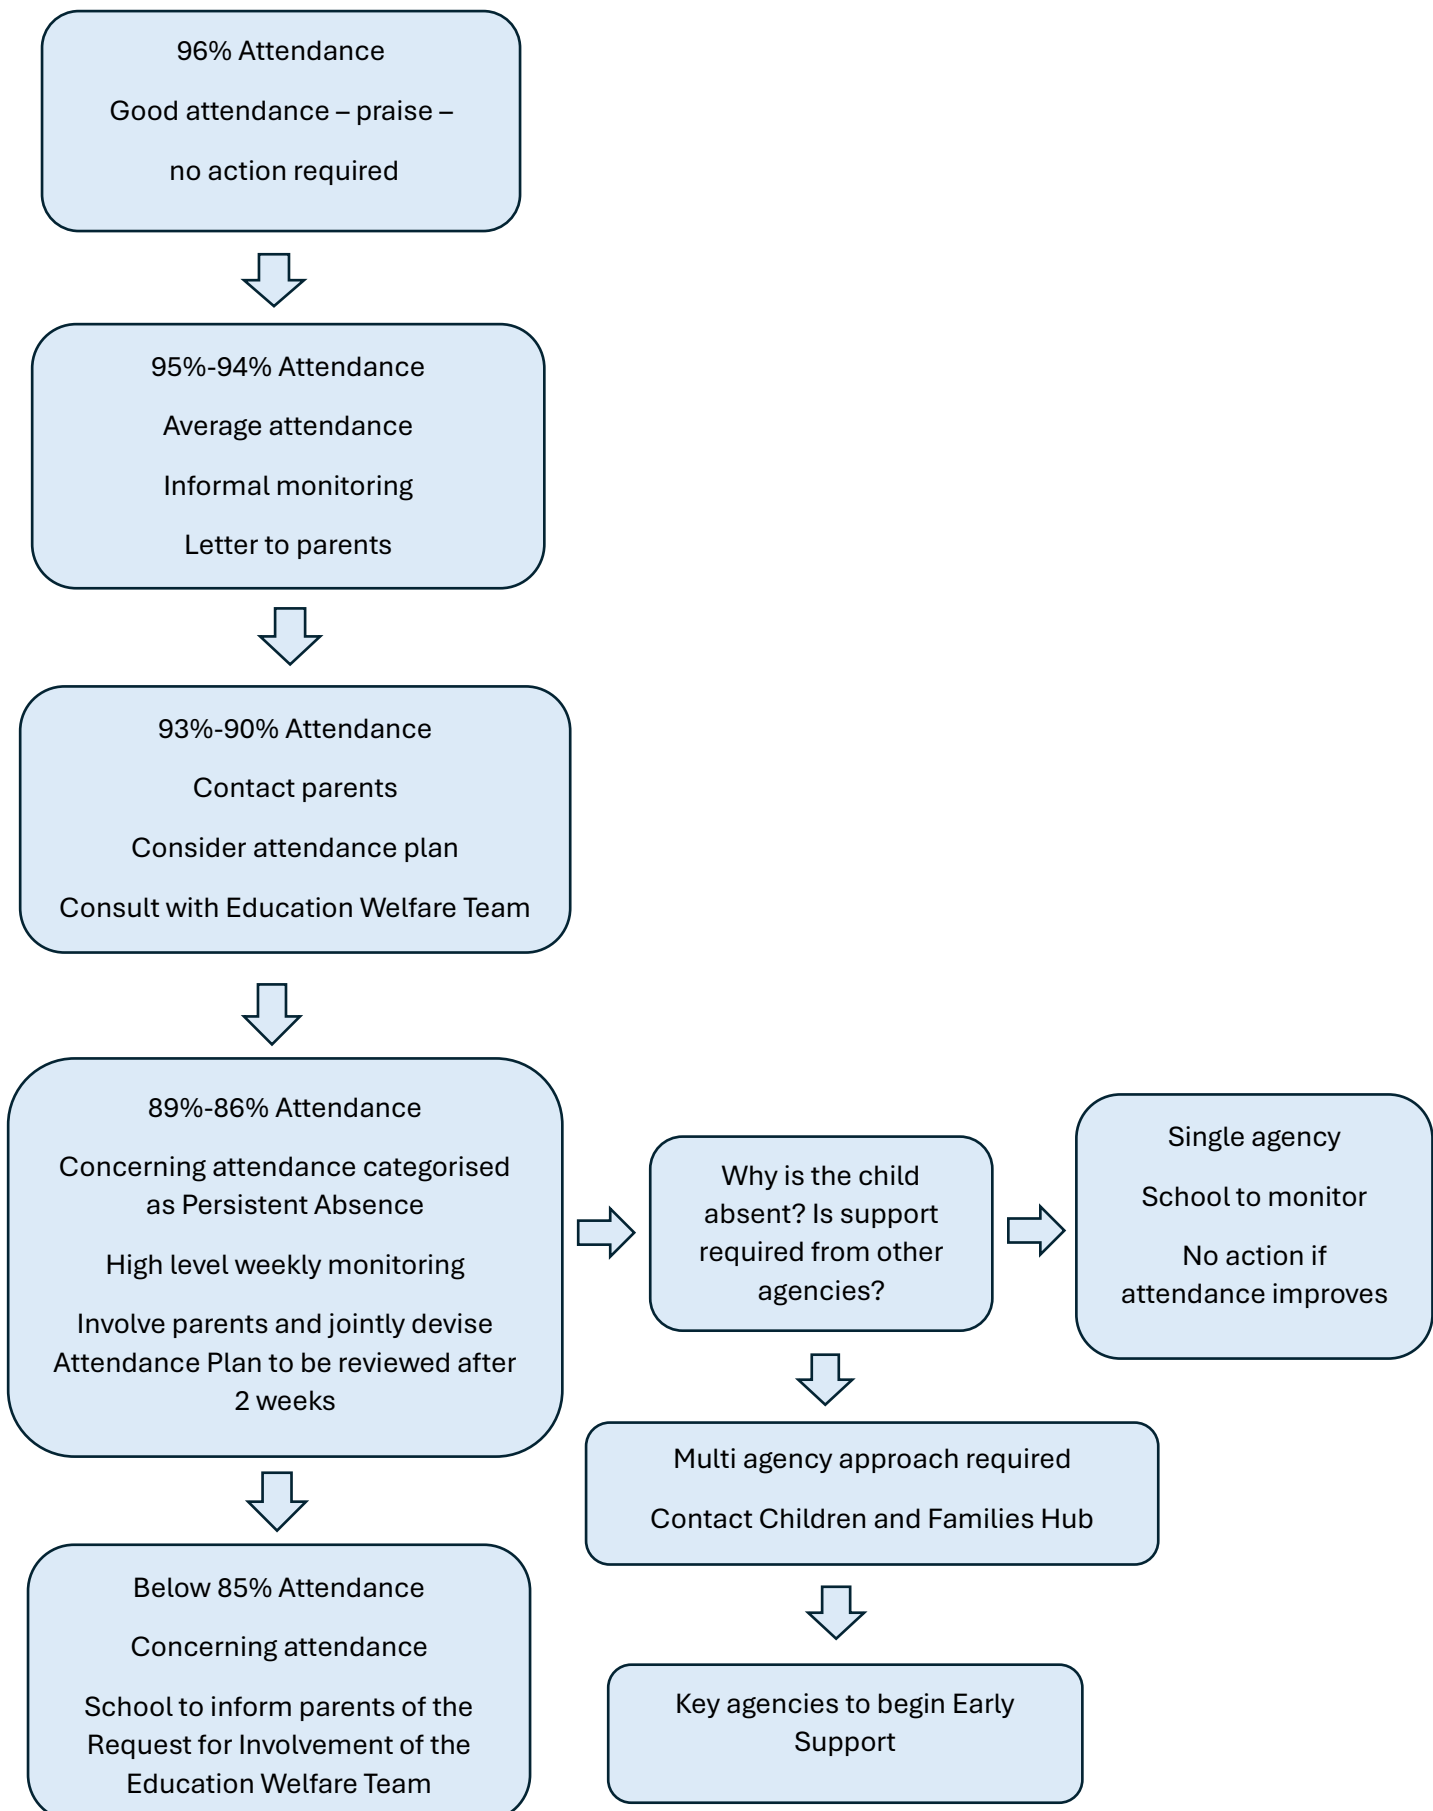 96% Attendance
Good attendance – praise –
no action required
95%-94% Attendance
Average attendance
Informal monitoring
Letter to parents
93%-90% Attendance
Contact parents
Consider attendance plan
Consult with Education Welfare Team
89%-86% Attendance
Concerning attendance categorised
as Persistent Absence
High level weekly monitoring
Involve parents and jointly devise
Attendance Plan to be reviewed after
2 weeks
Why is the child
absent? Is support
required from other
agencies?
Single agency
School to monitor
No action if
attendance improves
Multi agency approach required
Contact Children and Families Hub
Below 85% Attendance
Concerning attendance
School to inform parents of the
Request for Involvement of the
Education Welfare Team
Key agencies to begin Early
Support